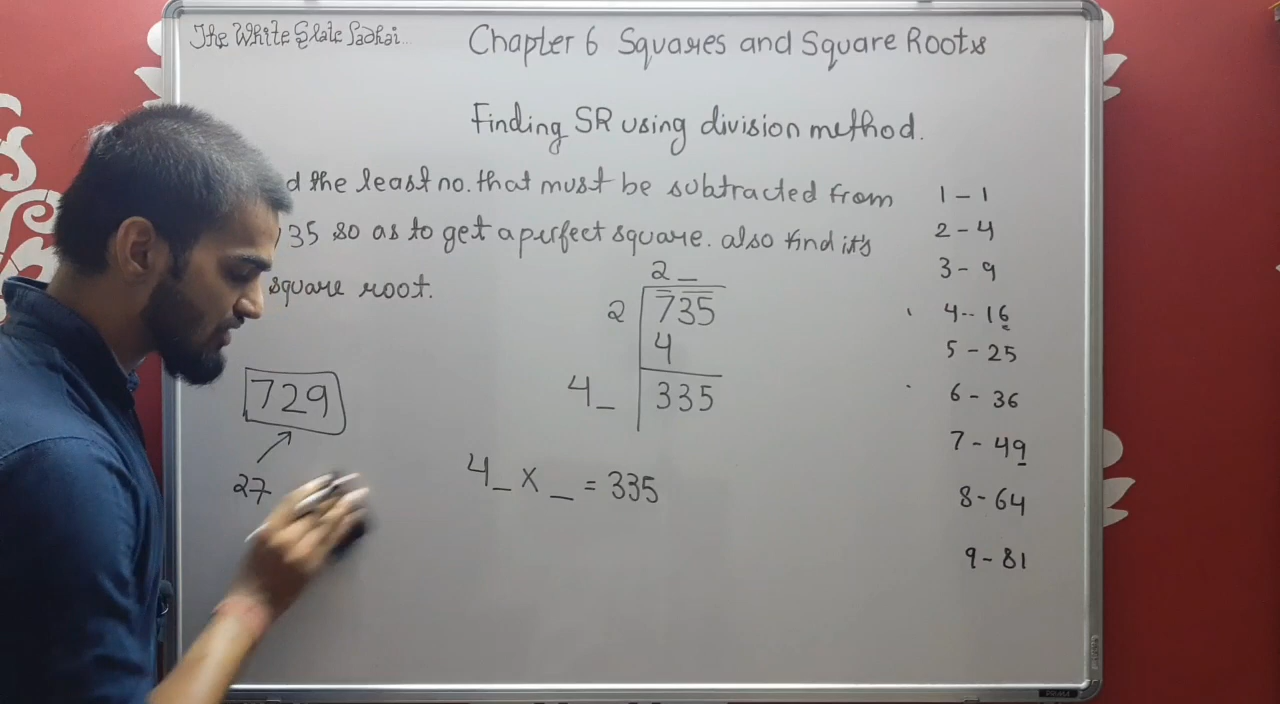 The White Slate Padhai...
Chapter 6 Squares and Square Roots
Finding SR using division method.
d the least no. that must be subtracted from
735 so as to get a perfect square. also find it's
square root.
2 _
2 735
4
4 _ 335
729
27
4_ X _ = 335
1 - 1
2 - 4
3 - 9
4 -- 16
5 - 25
6 - 36
7 - 49
8 - 64
9 - 81